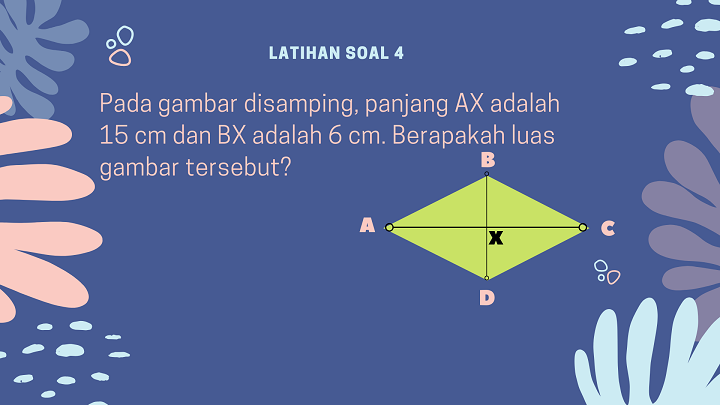 LATIHAN SOAL 4
Pada gambar disamping, panjang AX adalah
15 cm dan BX adalah 6 cm. Berapakah luas
gambar tersebut?
B
A
X
C
D